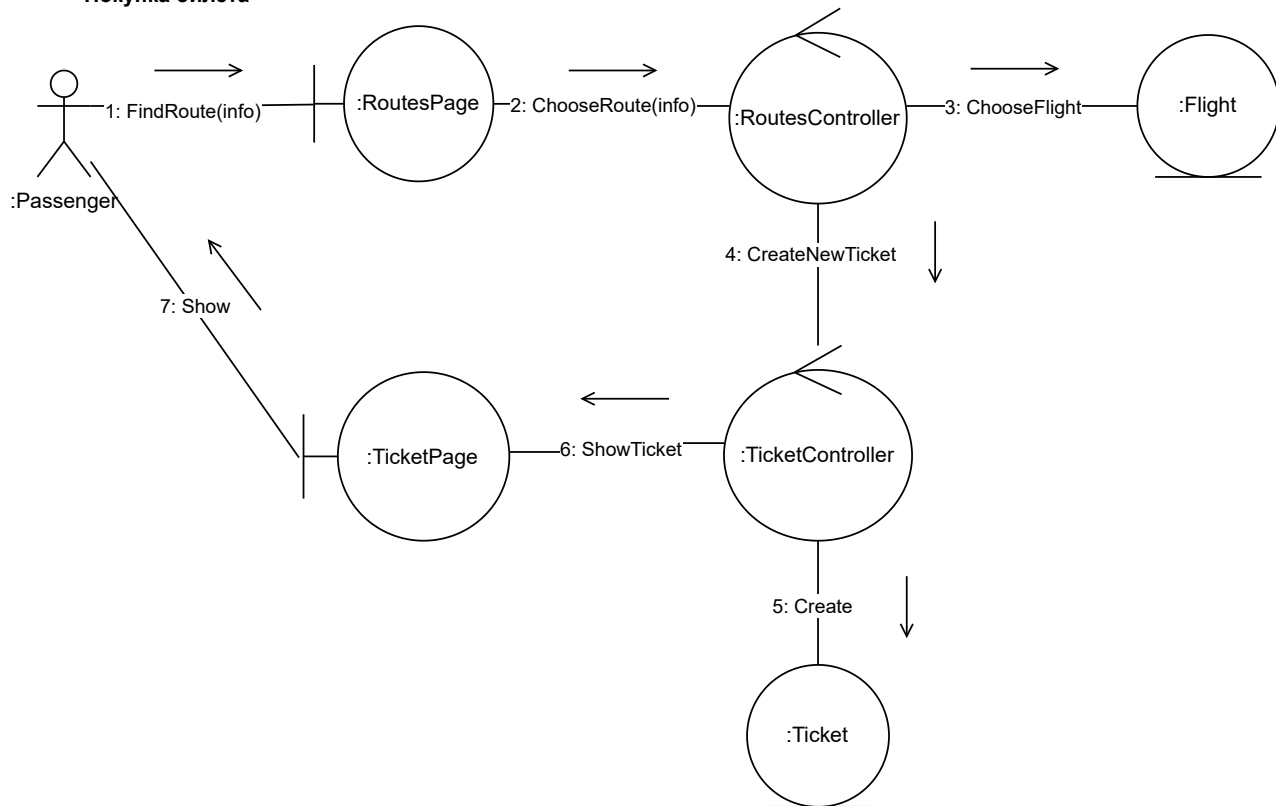 1: FindRoute(info)
:RoutesPage
2: ChooseRoute(info)
:RoutesController
3: ChooseFlight
:Flight
:Passenger
4: CreateNewTicket
7: Show
:TicketPage
6: ShowTicket
:TicketController
5: Create
:Ticket